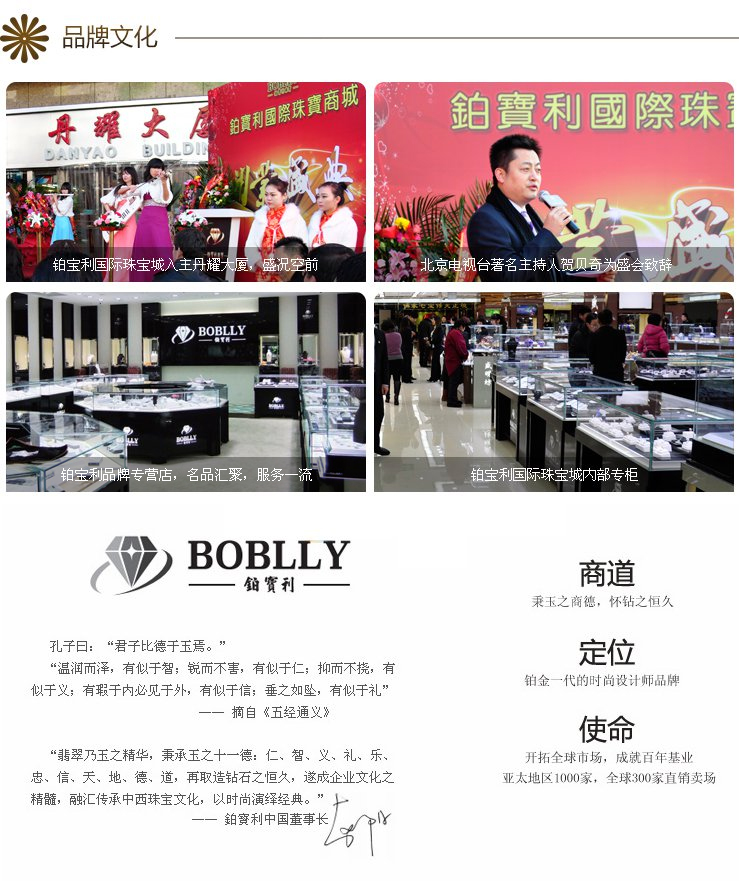 品牌文化
BOBLLY
鉑寶利國際珠寶商城
丹耀大厦
DANYAO BUILDIN
盛典
铂宝利国际珠宝城入主丹耀大厦，盛况空前
鉑寶利國際珠寶
盛
北京电视台著名主持人贺贝奇为盛会致辞
BOBLLY
铂寶利
BOBLLY
BOBLLY
BOBLLY
铂宝利品牌专营店，名品汇聚，服务一流
铂宝利国际珠宝城内部专柜
BOBLLY
鉑寶利
孔子曰：“君子比德于玉焉。”
“温润而泽，有似于智；锐而不害，有似于仁；抑而不挠，有
似于义；有瑕于内必见于外，有似于信；垂之如坠，有似于礼”
—— 摘自《五经通义》
“翡翠乃玉之精华，秉承玉之十一德：仁、智、义、礼、乐、
忠、信、天、地、德、道，再取造钻石之恒久，遂成企业文化之
精髓，融汇传承中西珠宝文化，以时尚演绎经典。”
—— 鉑寶利中国董事长
商道
秉玉之商德，怀钻之恒久
定位
铂金一代的时尚设计师品牌
使命
开拓全球市场，成就百年基业
亚太地区1000家，全球300家直销卖场